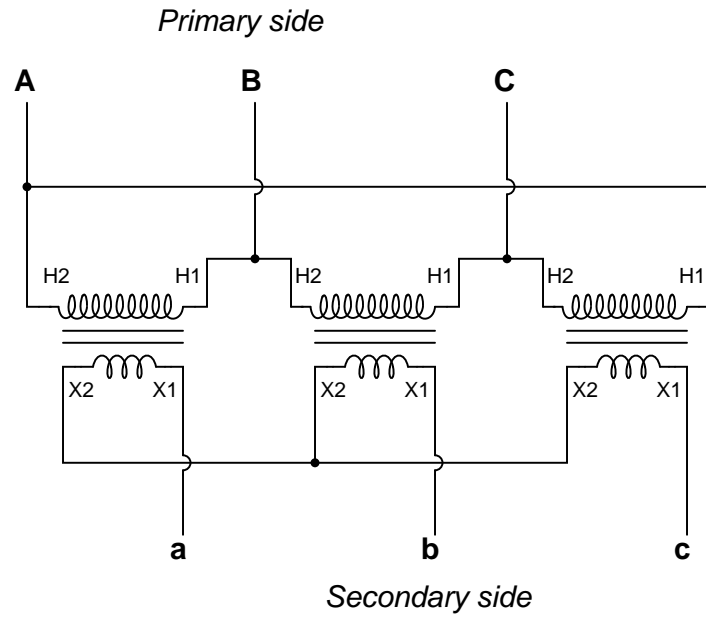 Primary side
A B C
H2 H1 H2 H1 H2 H1
X2 X1 X2 X1 X2 X1
a b c
Secondary side